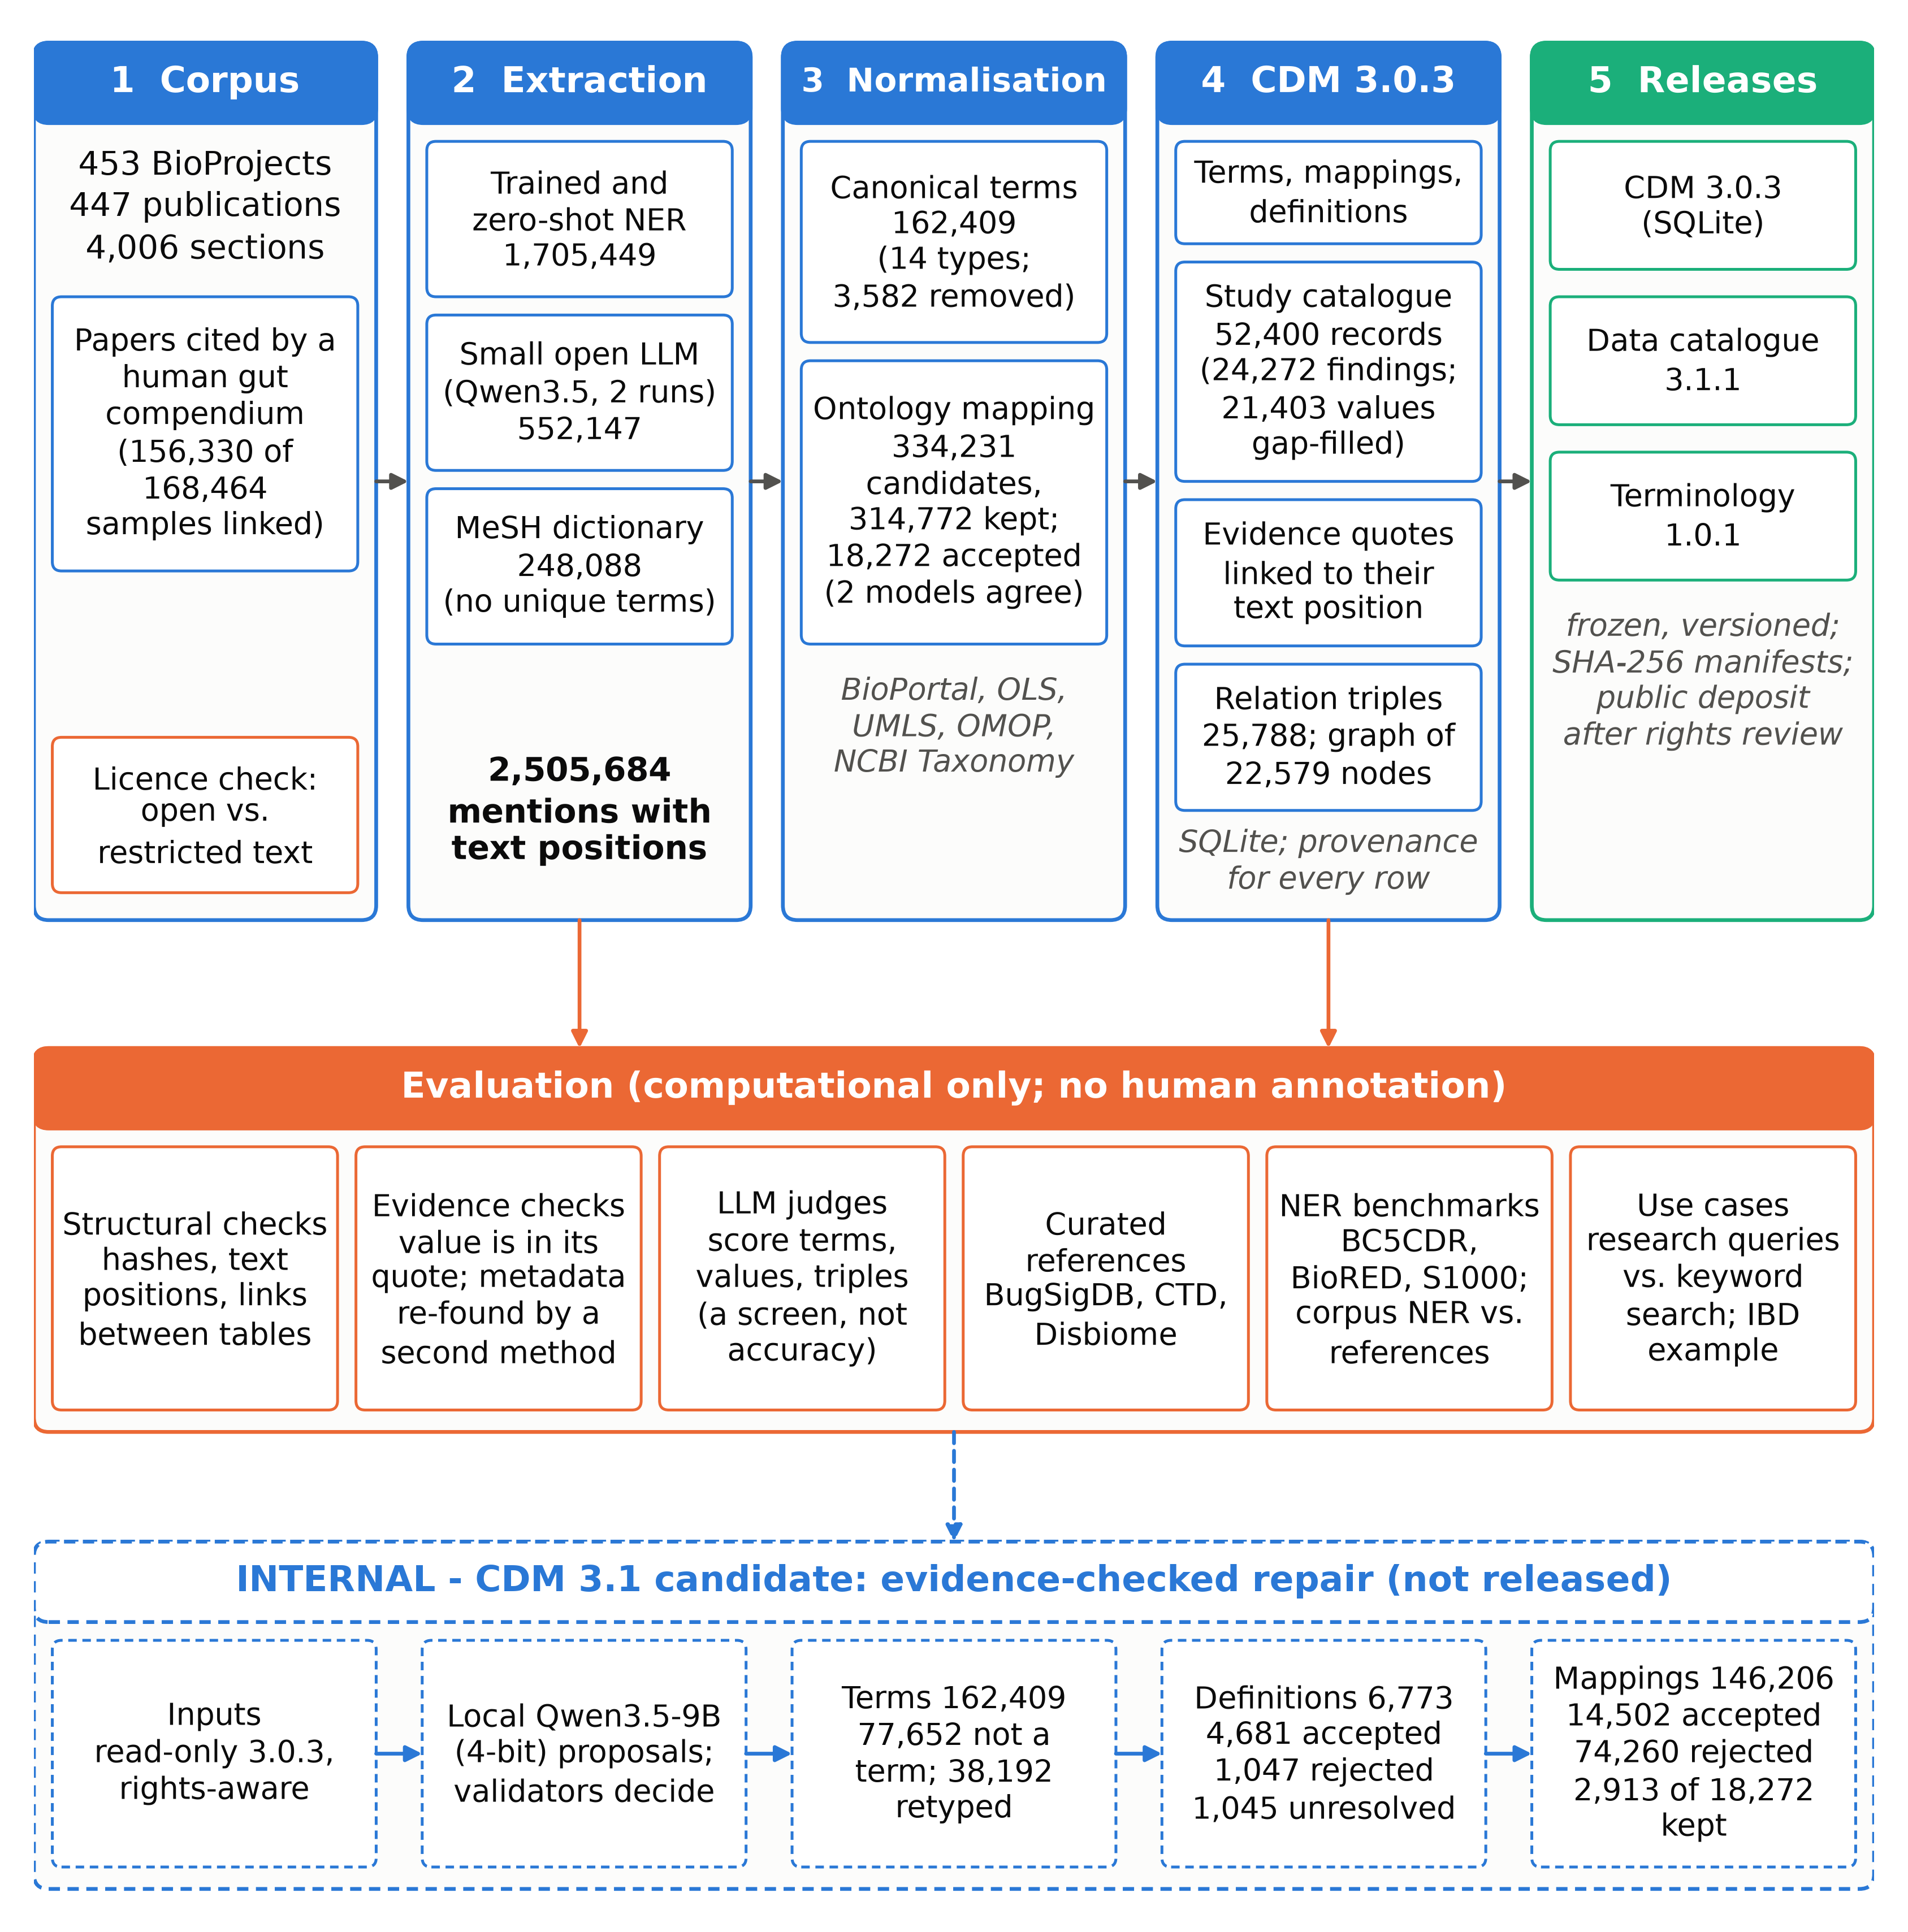 1 Corpus
453 BioProjects
447 publications
4,006 sections
Papers cited by a
human gut
compendium
(156,330 of
168,464
samples linked)
Licence check:
open vs.
restricted text
2 Extraction
Trained and
zero-shot NER
1,705,449
Small open LLM
(Qwen3.5, 2 runs)
552,147
MeSH dictionary
248,088
(no unique terms)
2,505,684
mentions with
text positions
3 Normalisation
Canonical terms
162,409
(14 types;
3,582 removed)
Ontology mapping
334,231
candidates,
314,772 kept;
18,272 accepted
(2 models agree)
BioPortal, OLS,
UMLS, OMOP,
NCBI Taxonomy
4 CDM 3.0.3
Terms, mappings,
definitions
Study catalogue
52,400 records
(24,272 findings;
21,403 values
gap-filled)
Evidence quotes
linked to their
text position
Relation triples
25,788; graph of
22,579 nodes
SQLite; provenance
for every row
5 Releases
CDM 3.0.3
(SQLite)
Data catalogue
3.1.1
Terminology
1.0.1
frozen, versioned;
SHA-256 manifests;
public deposit
after rights review
Evaluation (computational only; no human annotation)
Structural checks
hashes, text
positions, links
between tables
Evidence checks
value is in its
quote; metadata
re-found by a
second method
LLM judges
score terms,
values, triples
(a screen, not
accuracy)
Curated
references
BugSigDB, CTD,
Disbiome
NER benchmarks
BC5CDR,
BioRED, S1000;
corpus NER vs.
references
Use cases
research queries
vs. keyword
search; IBD
example
INTERNAL - CDM 3.1 candidate: evidence-checked repair (not released)
Inputs
read-only 3.0.3,
rights-aware
Local Qwen3.5-9B
(4-bit) proposals;
validators decide
Terms 162,409
77,652 not a
term; 38,192
retyped
Definitions 6,773
4,681 accepted
1,047 rejected
1,045 unresolved
Mappings 146,206
14,502 accepted
74,260 rejected
2,913 of 18,272
kept